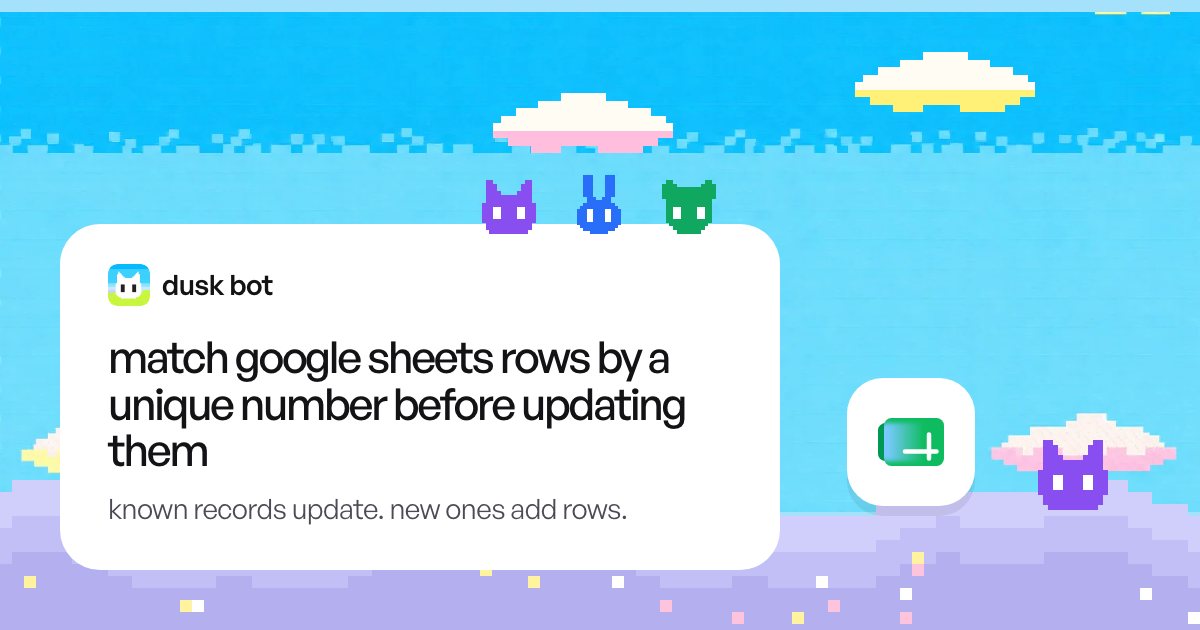 dusk bot
match google sheets rows by a
unique number before updating
them
known records update. new ones add rows.